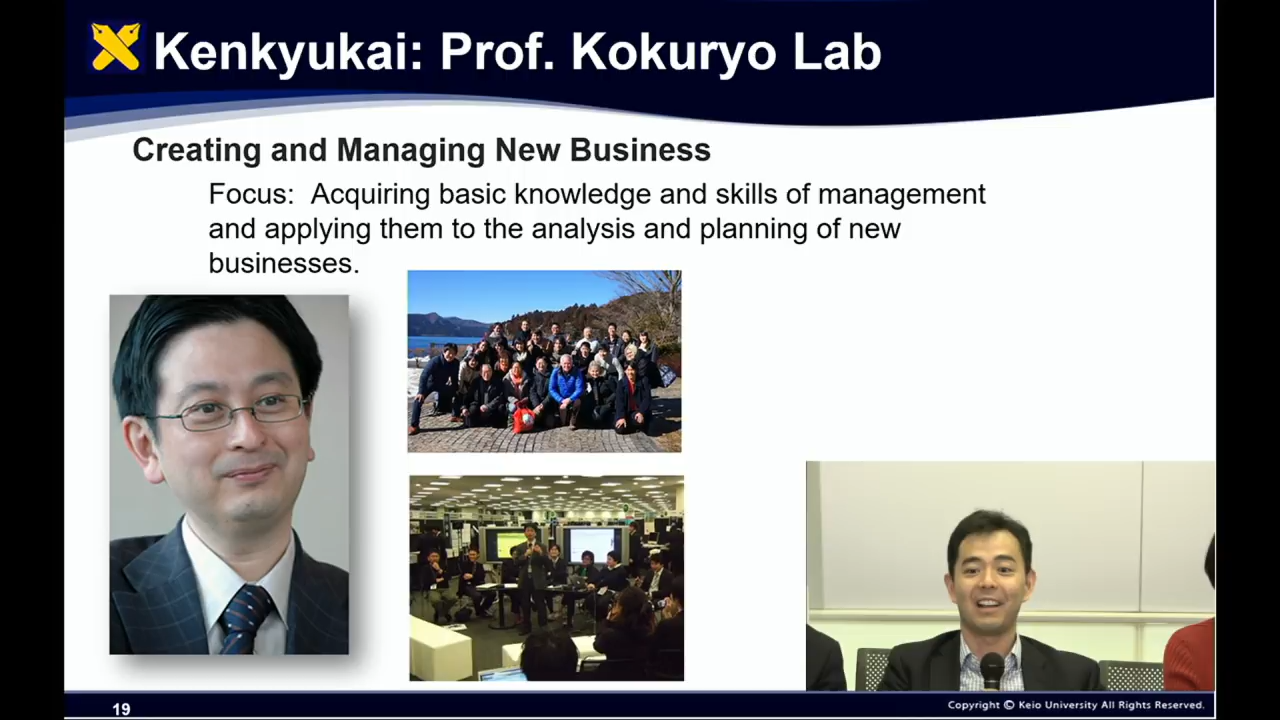 Kenkyukai: Prof. Kokuryo Lab
Creating and Managing New Business
Focus: Acquiring basic knowledge and skills of management
and applying them to the analysis and planning of new
businesses.
19
Copyright © Keio University All Rights Reserved.